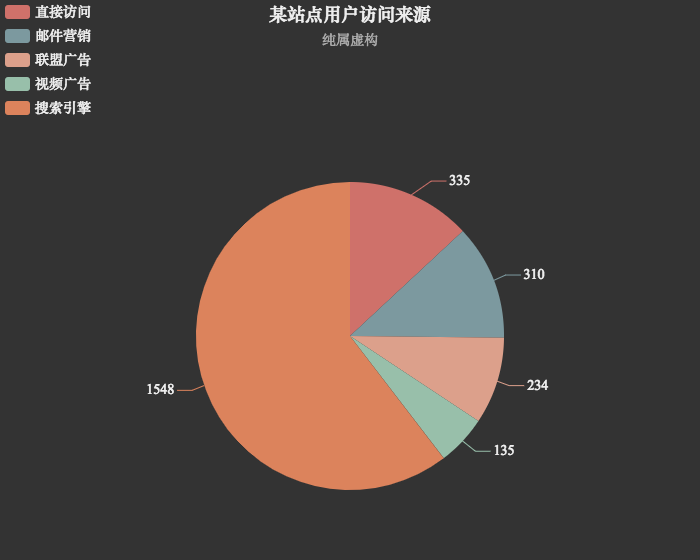 某站点用户访问来源
纯属虚构
直接访问
邮件营销
联盟广告
视频广告
搜索引擎
335
310
234
135
1548